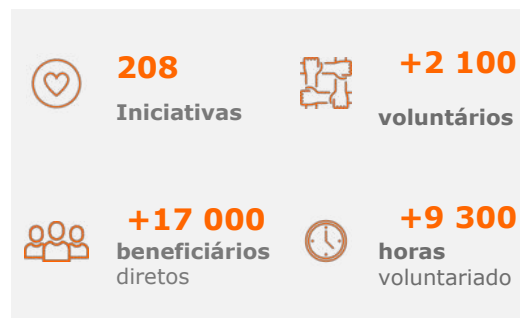 208
Iniciativas
+2 100
voluntários
+17 000
beneficiários
diretos
+9 300
horas
voluntariado